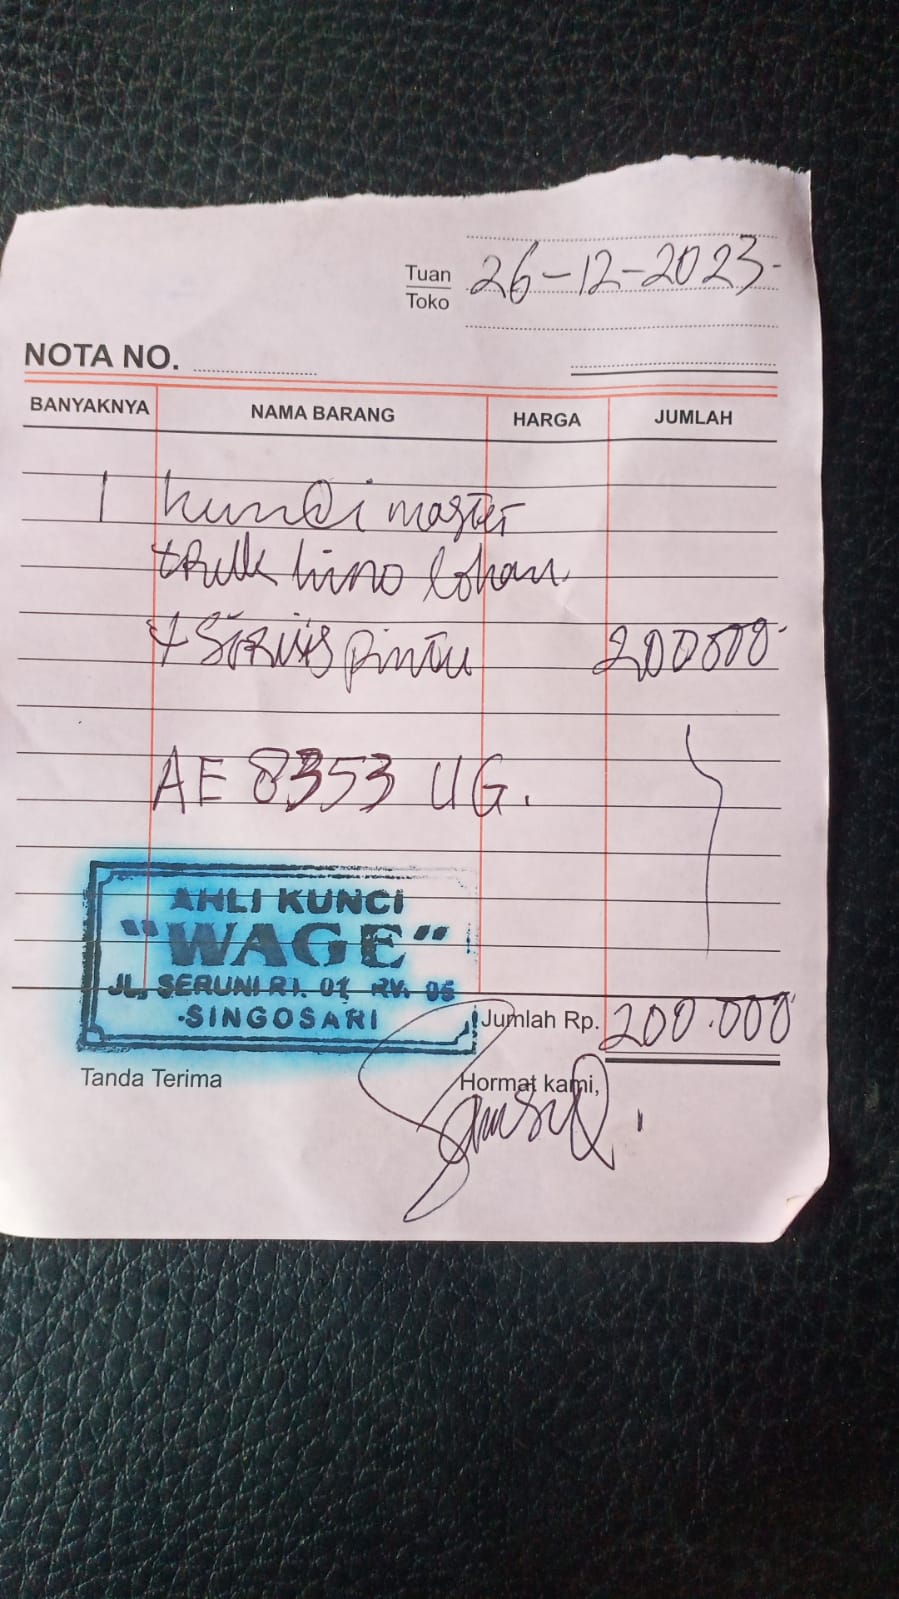 Tuan
Toko
26-12-2023
NOTA NO.
BANYAKNYA NAMA BARANG HARGA JUMLAH
1 kunci master
truk hino lohan
+ servis pintu 200000
AE 8353 UG.
AHLI KUNCI
"WAGE"
JL. SERUNI RT. 01 RW. 05
SINGOSARI
Jumlah Rp. 200.000
Tanda Terima Hormat kami,